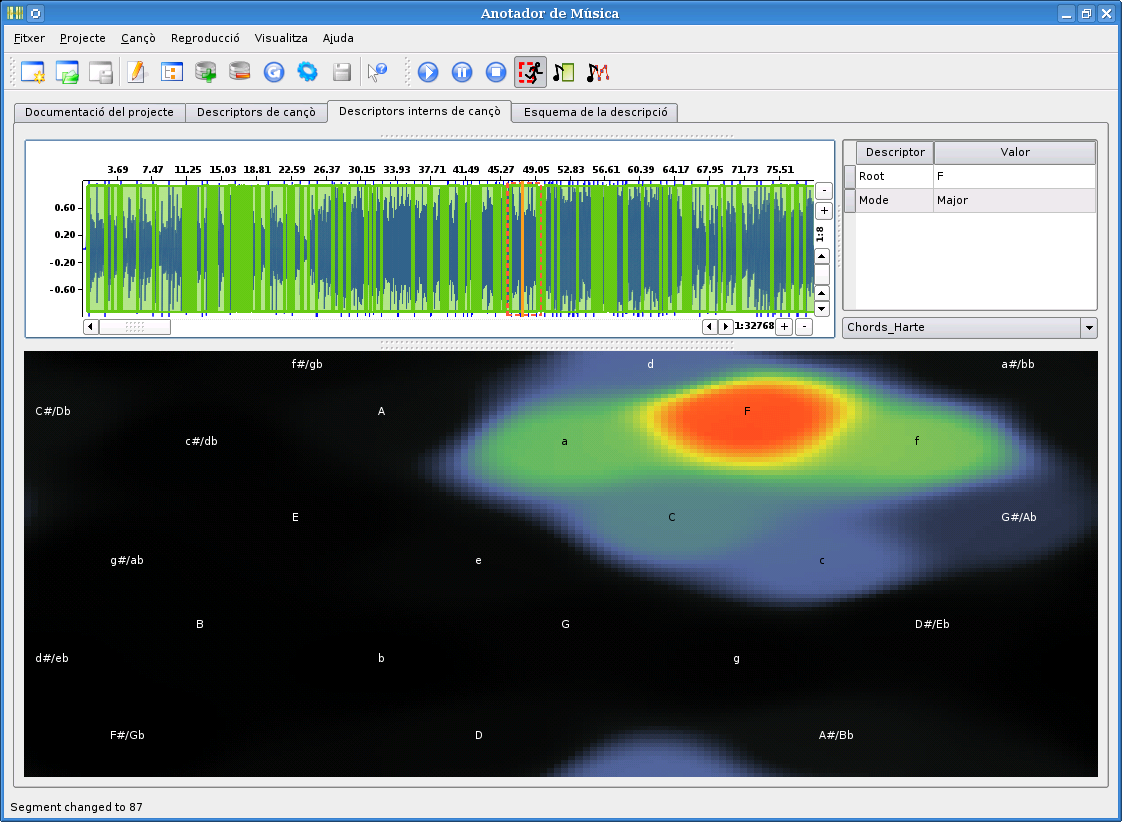 Anotador de Música
Fitxer Projecte Cançò Reproducció Visualitza Ajuda
Documentació del projecte Descriptors de cançò Descriptors interns de cançò Esquema de la descripció
3.69 7.47 11.25 15.03 18.81 22.59 26.37 30.15 33.93 37.71 41.49 45.27 49.05 52.83 56.61 60.39 64.17 67.95 71.73 75.51
0.60
0.20
-0.20
-0.60
-
+
1:8
1:32768 + -
Descriptor Valor
Root F
Mode Major
Chords_Harte
f#/gb d a#/bb
C#/Db A F
c#/db a f
E C G#/Ab
g#/ab e c
B G D#/Eb
d#/eb b g
F#/Gb D A#/Bb
Segment changed to 87